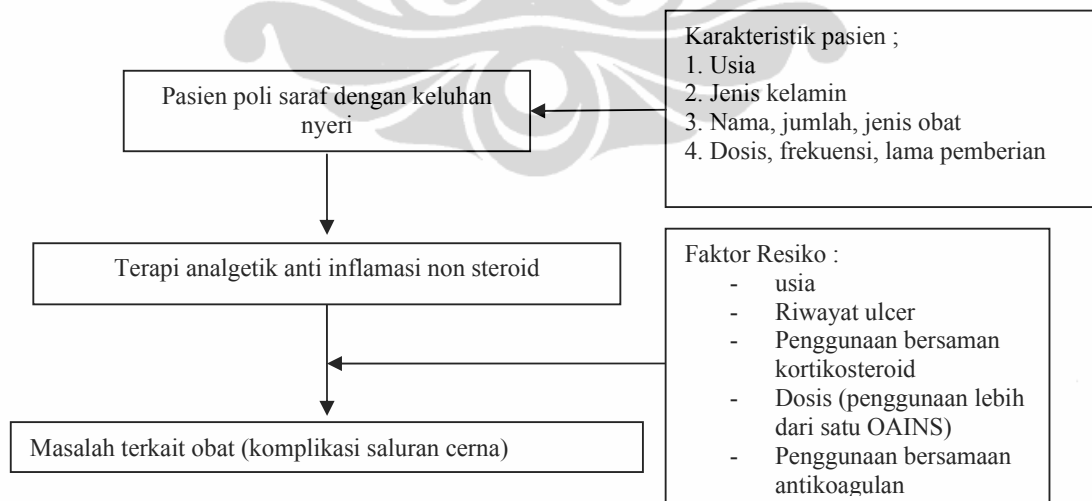 Karakteristik pasien ;
1. Usia
2. Jenis kelamin
3. Nama, jumlah, jenis obat
4. Dosis, frekuensi, lama pemberian
Pasien poli saraf dengan keluhan
nyeri
Terapi analgetik anti inflamasi non steroid
Faktor Resiko :
- usia
- Riwayat ulcer
- Penggunaan bersaman
kortikosteroid
- Dosis (penggunaan lebih
dari satu OAINS)
- Penggunaan bersamaan
antikoagulan
Masalah terkait obat (komplikasi saluran cerna)